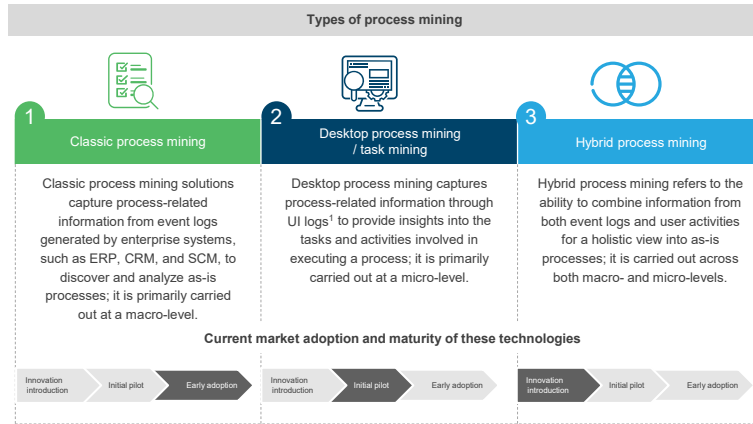 Types of process mining
1
Classic process mining
Classic process mining solutions
capture process-related
information from event logs
generated by enterprise systems,
such as ERP, CRM, and SCM, to
discover and analyze as-is
processes; it is primarily carried
out at a macro-level.
2
Desktop process mining
/ task mining
Desktop process mining captures
process-related information through
UI logs¹ to provide insights into the
tasks and activities involved in
executing a process; it is primarily
carried out at a micro-level.
3
Hybrid process mining
Hybrid process mining refers to the
ability to combine information from
both event logs and user activities
for a holistic view into as-is
processes; it is carried out across
both macro- and micro-levels.
Current market adoption and maturity of these technologies
Innovation
introduction
Initial pilot
Early adoption
Innovation
introduction
Initial pilot
Early adoption
Innovation
introduction
Initial pilot
Early adoption